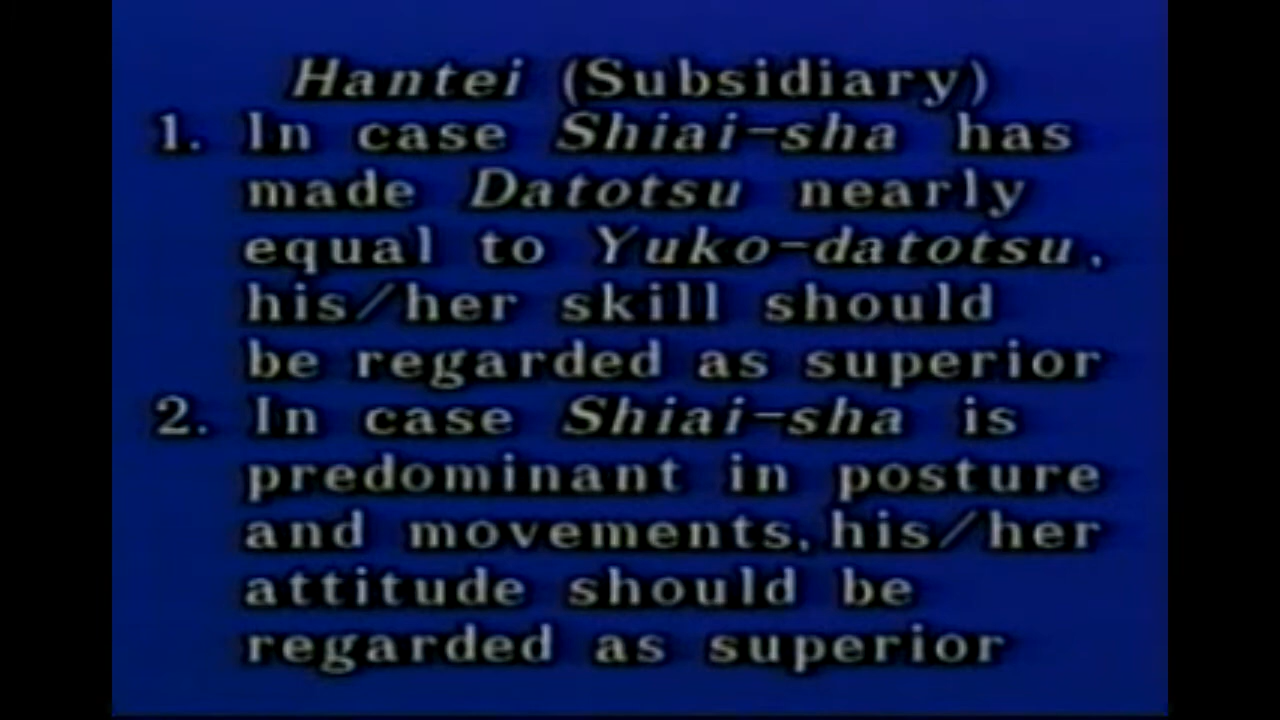 Hantei (Subsidiary)
1. In case Shiai-sha has
made Datotsu nearly
equal to Yuko-datotsu,
his/her skill should
be regarded as superior
2. In case Shiai-sha is
predominant in posture
and movements, his/her
attitude should be
regarded as superior